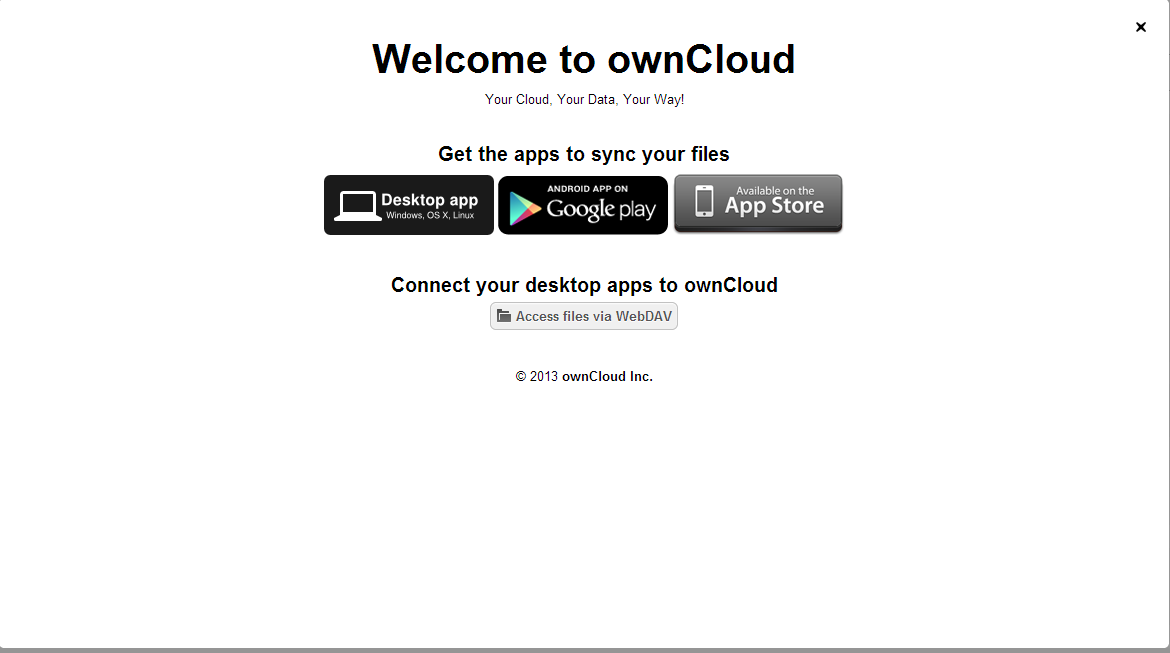 Welcome to ownCloud
Your Cloud, Your Data, Your Way!
Get the apps to sync your files
Desktop app
Windows, OS X, Linux
ANDROID APP ON
Google play
Available on the
App Store
Connect your desktop apps to ownCloud
Access files via WebDAV
© 2013 ownCloud Inc.